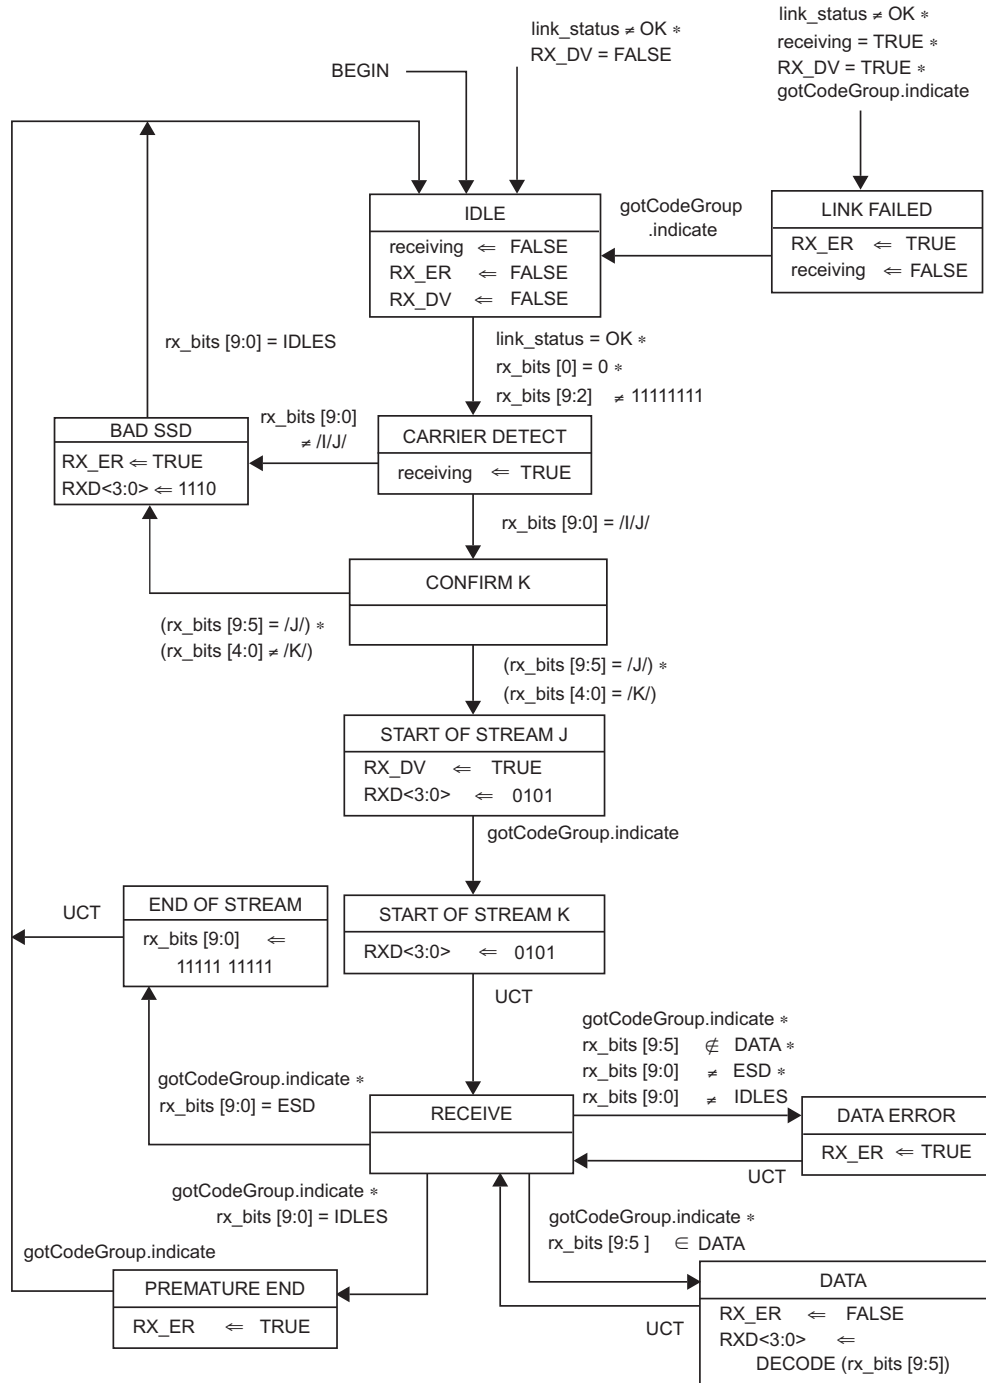 link_status ≠ OK *
RX_DV = FALSE
link_status ≠ OK *
receiving = TRUE *
RX_DV = TRUE *
gotCodeGroup.indicate
BEGIN
IDLE
receiving ⇐ FALSE
RX_ER ⇐ FALSE
RX_DV ⇐ FALSE
gotCodeGroup
.indicate
LINK FAILED
RX_ER ⇐ TRUE
receiving ⇐ FALSE
rx_bits [9:0] = IDLES
link_status = OK *
rx_bits [0] = 0 *
rx_bits [9:2] ≠ 11111111
BAD SSD
RX_ER ⇐ TRUE
RXD<3:0> ⇐ 1110
rx_bits [9:0]
≠ /I/J/
CARRIER DETECT
receiving ⇐ TRUE
rx_bits [9:0] = /I/J/
CONFIRM K
(rx_bits [9:5] = /J/) *
(rx_bits [4:0] ≠ /K/)
(rx_bits [9:5] = /J/) *
(rx_bits [4:0] = /K/)
START OF STREAM J
RX_DV ⇐ TRUE
RXD<3:0> ⇐ 0101
gotCodeGroup.indicate
UCT
END OF STREAM
rx_bits [9:0] ⇐
11111 11111
START OF STREAM K
RXD<3:0> ⇐ 0101
UCT
gotCodeGroup.indicate *
rx_bits [9:5] ∉ DATA *
rx_bits [9:0] ≠ ESD *
rx_bits [9:0] ≠ IDLES
gotCodeGroup.indicate *
rx_bits [9:0] = ESD
RECEIVE
DATA ERROR
RX_ER ⇐ TRUE
UCT
gotCodeGroup.indicate *
rx_bits [9:0] = IDLES
gotCodeGroup.indicate *
rx_bits [9:5 ] ∈ DATA
gotCodeGroup.indicate
PREMATURE END
RX_ER ⇐ TRUE
UCT
DATA
RX_ER ⇐ FALSE
RXD<3:0> ⇐
DECODE (rx_bits [9:5])